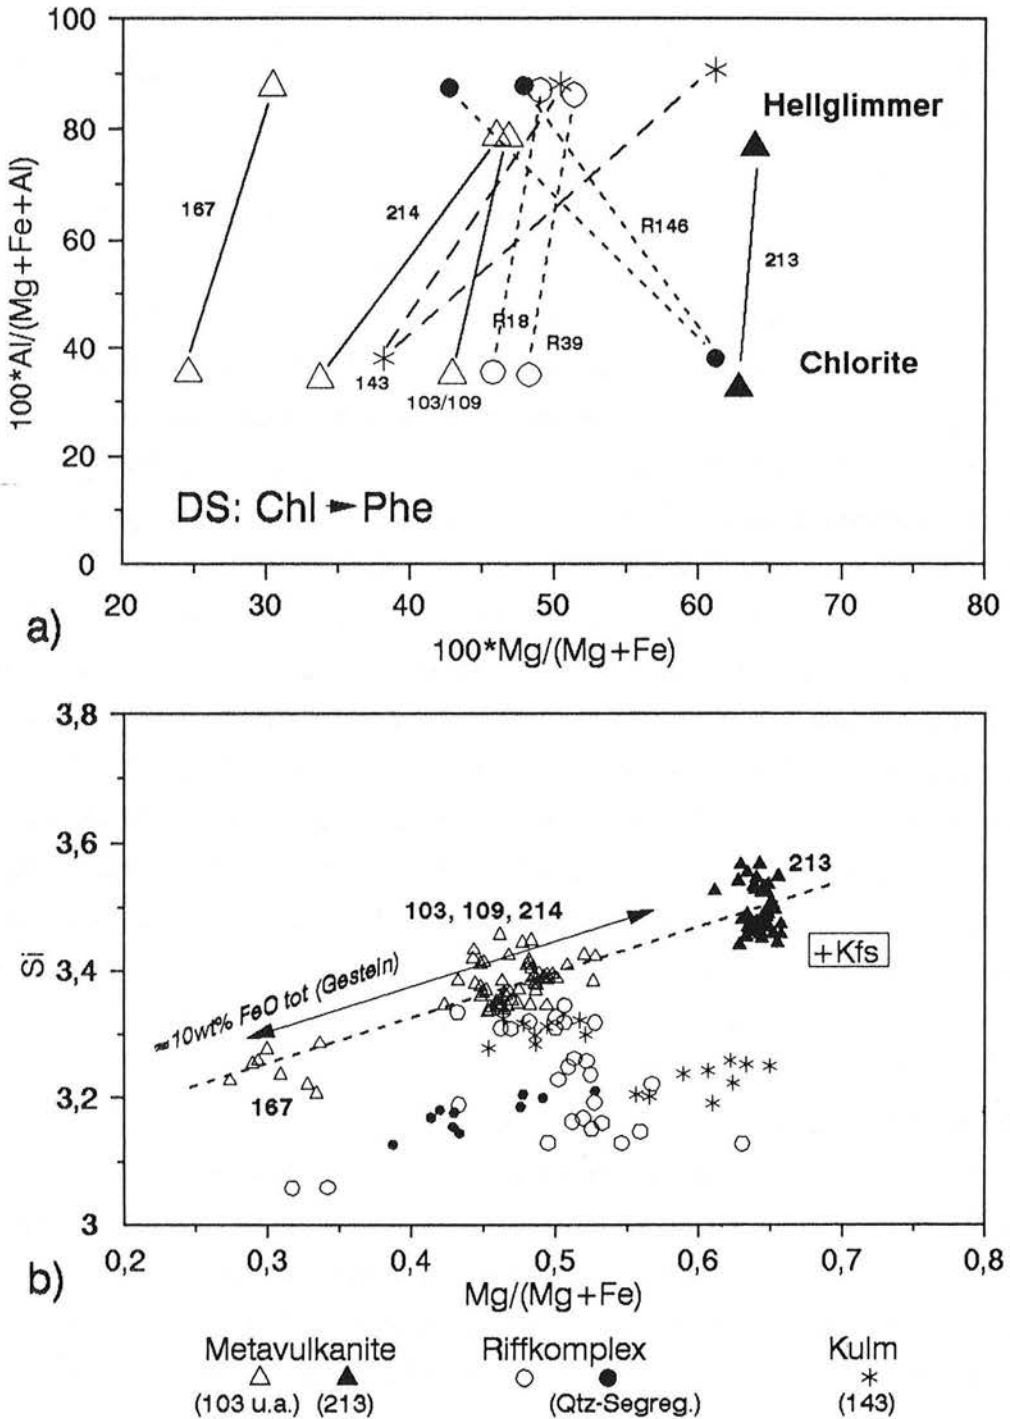 100
80
60
40
20
0
100*Al/(Mg+Fe+Al)
Hellglimmer
167
214
R146
213
R18
R39
Chlorite
143
103/109
DS: Chl ► Phe
20 30 40 50 60 70 80
a)
100*Mg/(Mg+Fe)
3,8
3,6
3,4
3,2
3
Si
213
103, 109, 214
+Kfs
≈10wt% FeO tot (Gestein)
167
0,2 0,3 0,4 0,5 0,6 0,7 0,8
b)
Mg/(Mg+Fe)
Metavulkanite Riffkomplex Kulm
(103 u.a.) (213) (Qtz-Segreg.) (143)